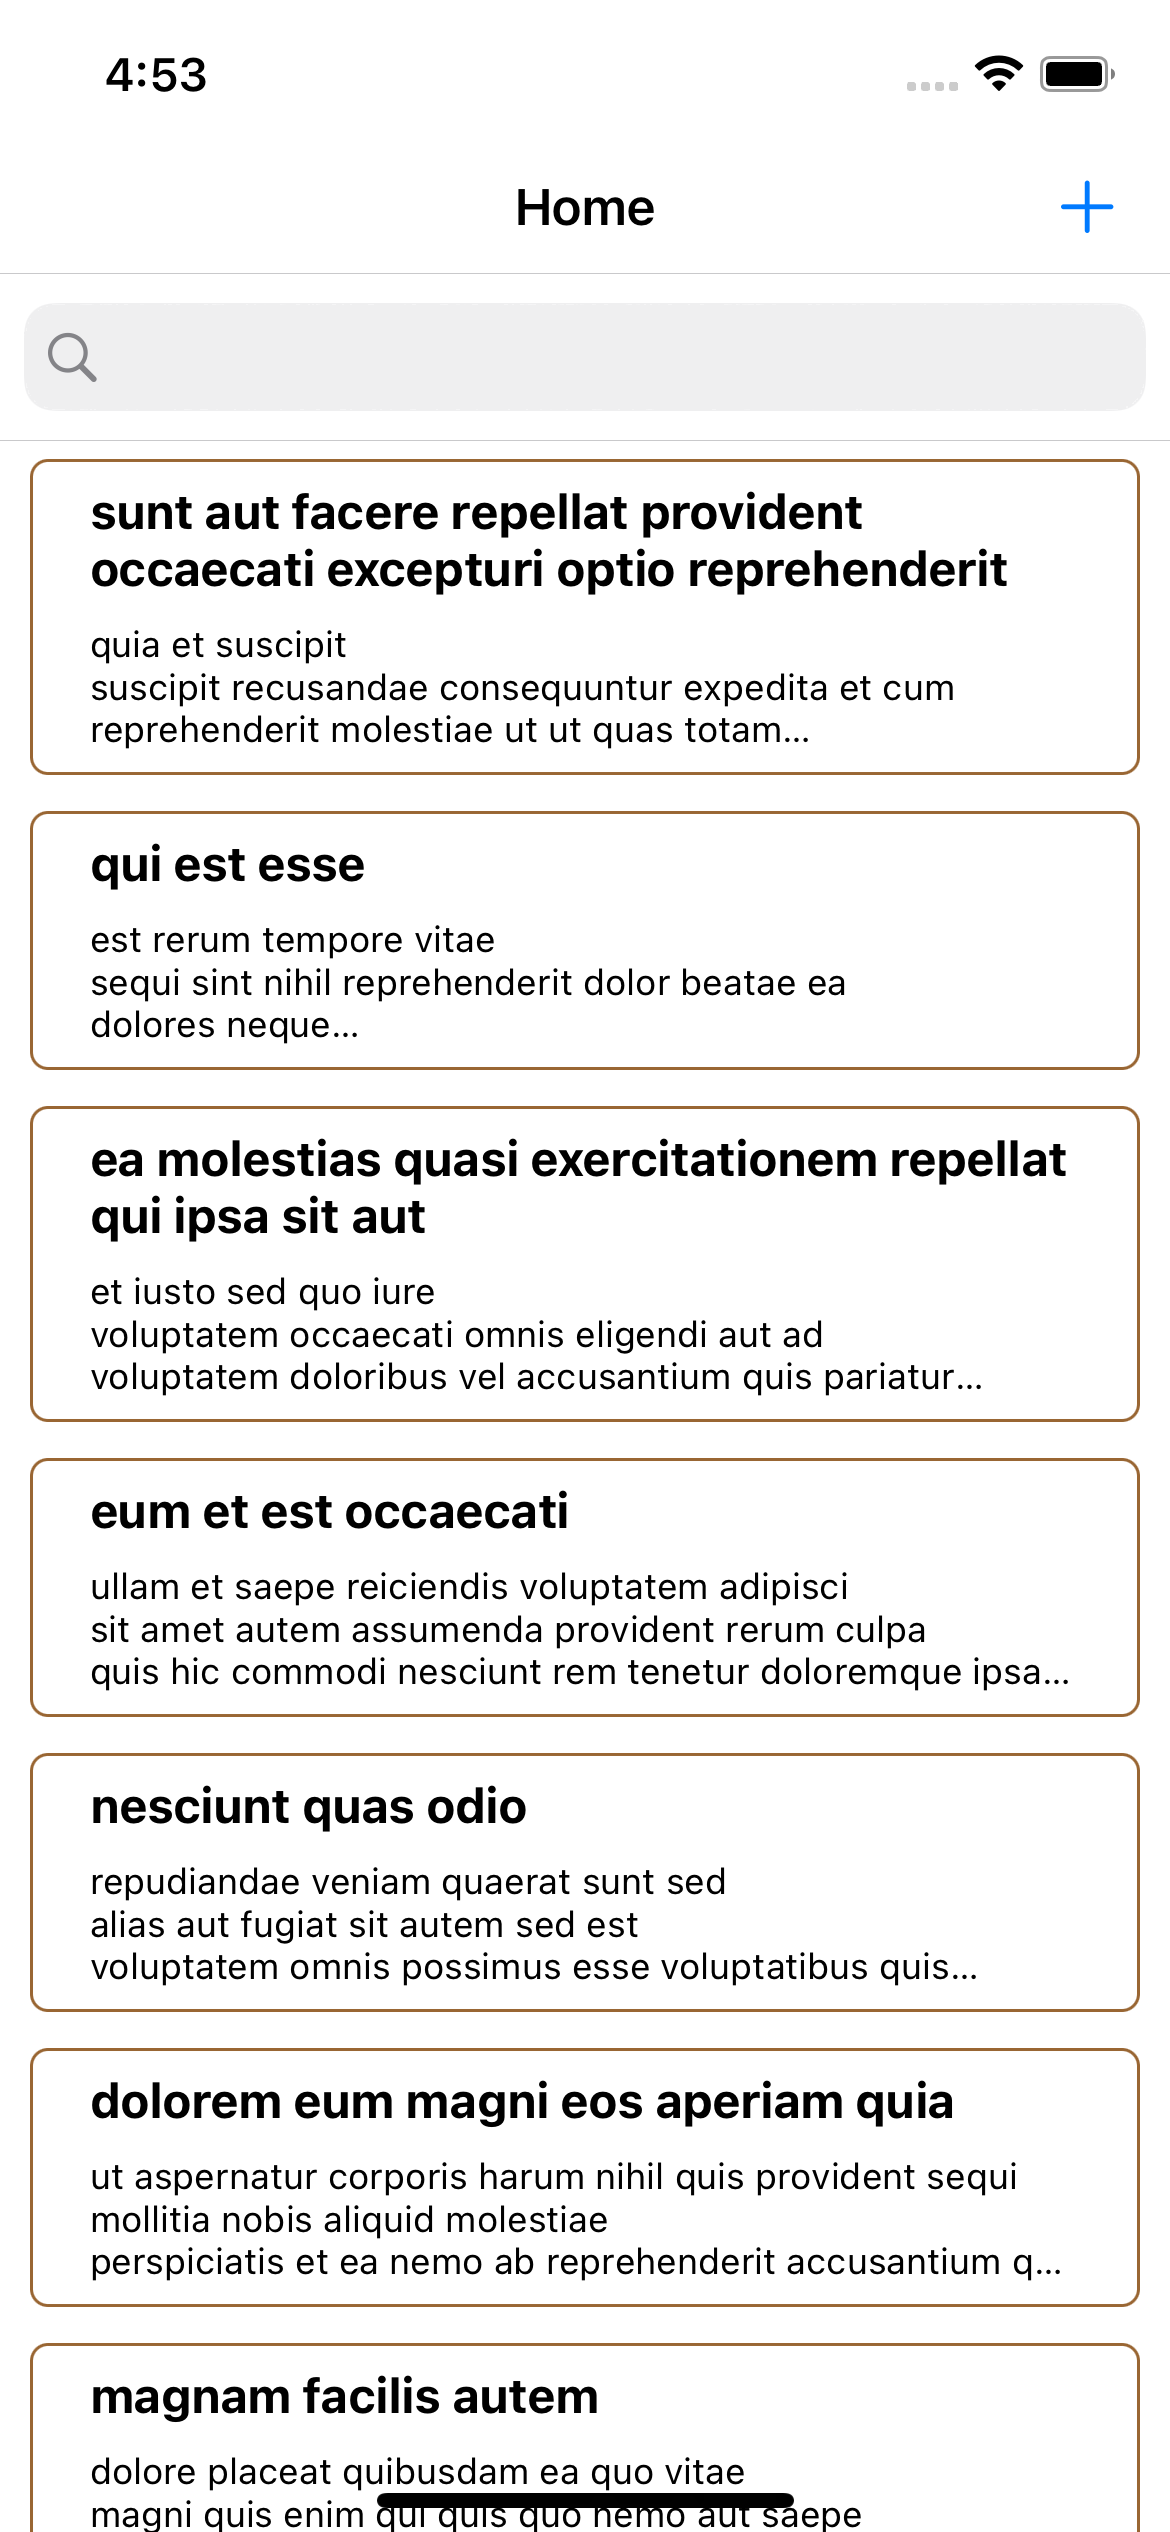 4:53
Home
sunt aut facere repellat provident
occaecati excepturi optio reprehenderit
quia et suscipit
suscipit recusandae consequuntur expedita et cum
reprehenderit molestiae ut ut quas totam...
qui est esse
est rerum tempore vitae
sequi sint nihil reprehenderit dolor beatae ea
dolores neque...
ea molestias quasi exercitationem repellat
qui ipsa sit aut
et iusto sed quo iure
voluptatem occaecati omnis eligendi aut ad
voluptatem doloribus vel accusantium quis pariatur...
eum et est occaecati
ullam et saepe reiciendis voluptatem adipisci
sit amet autem assumenda provident rerum culpa
quis hic commodi nesciunt rem tenetur doloremque ipsa...
nesciunt quas odio
repudiandae veniam quaerat sunt sed
alias aut fugiat sit autem sed est
voluptatem omnis possimus esse voluptatibus quis...
dolorem eum magni eos aperiam quia
ut aspernatur corporis harum nihil quis provident sequi
mollitia nobis aliquid molestiae
perspiciatis et ea nemo ab reprehenderit accusantium q...
magnam facilis autem
dolore placeat quibusdam ea quo vitae
magni quis enim qui quis quo nemo aut saepe